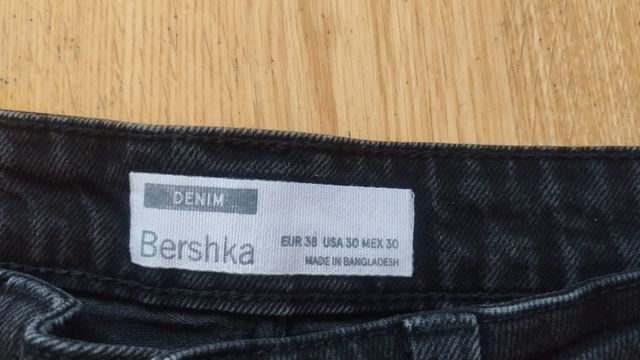 DENIM
Bershka
EUR 38 USA 30 MEX 30
MADE IN BANGLADESH